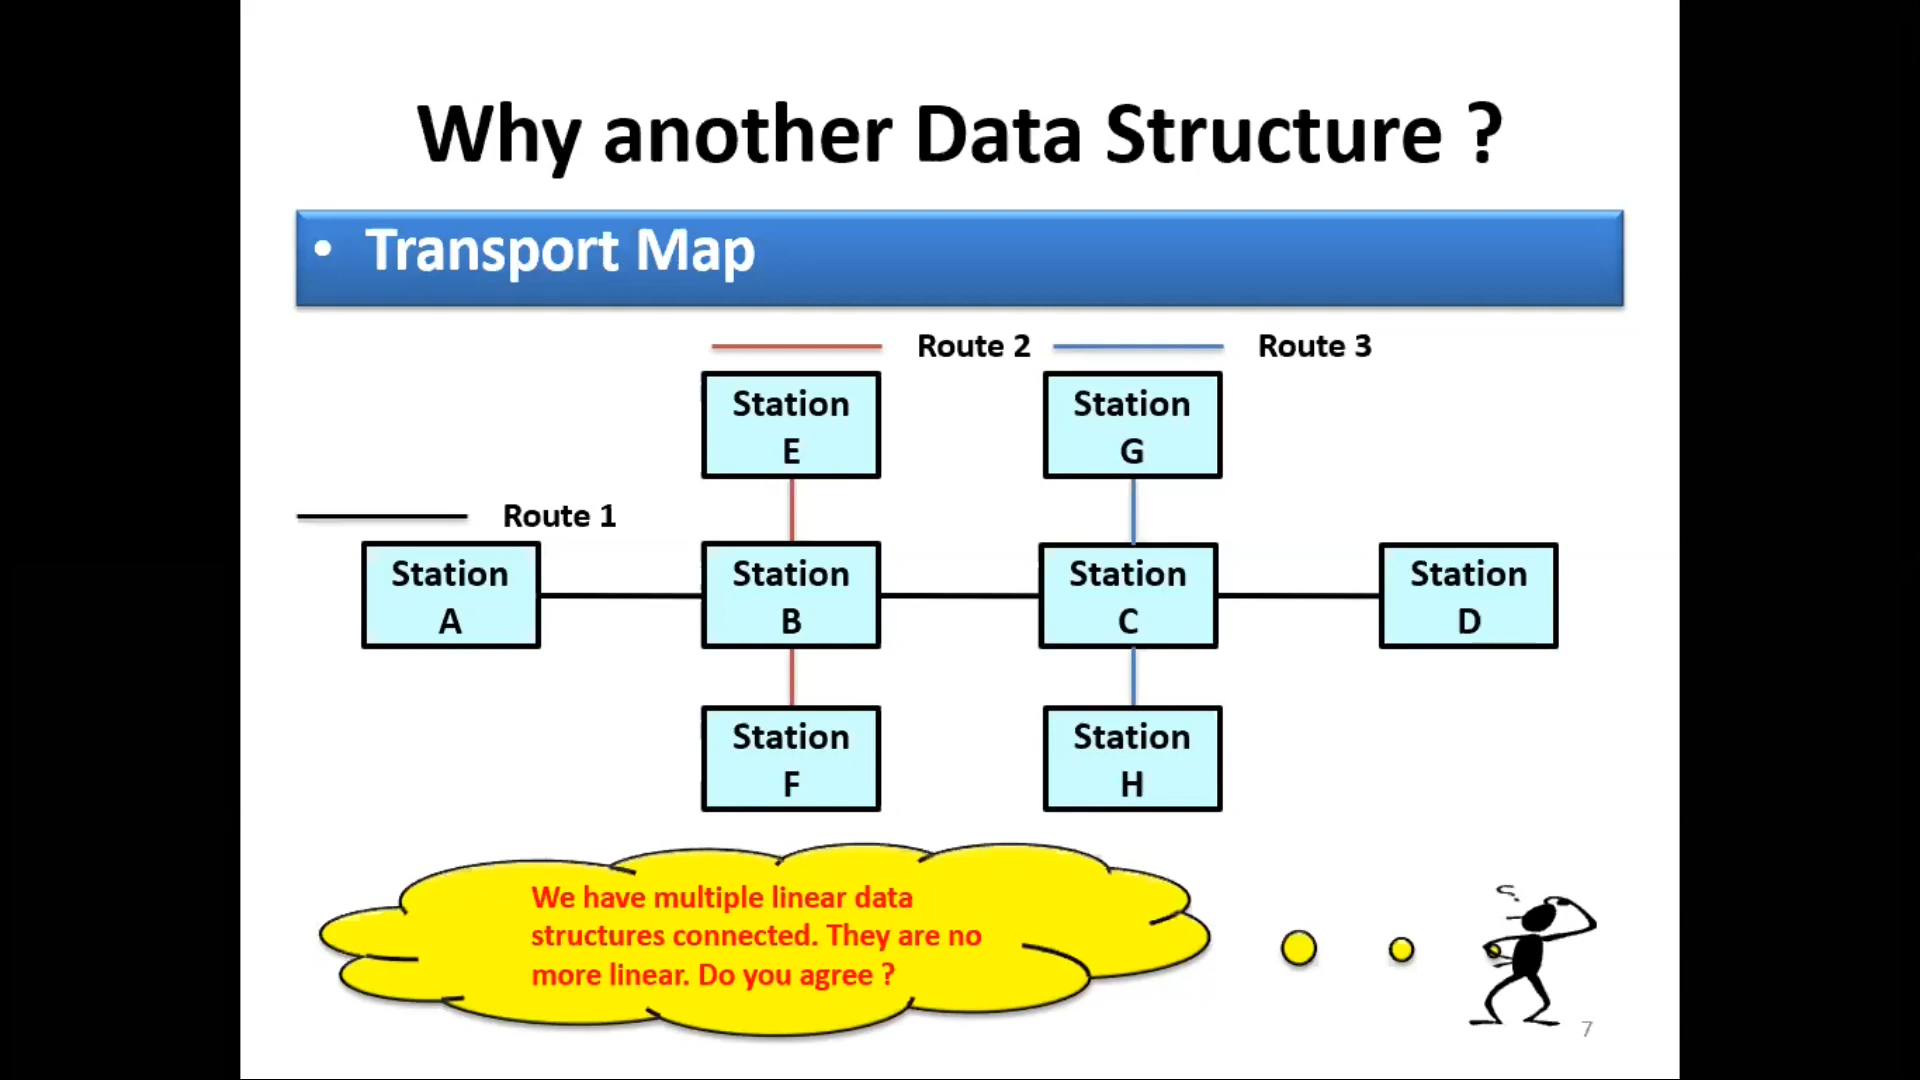 Why another Data Structure ?
• Transport Map
Route 2
Route 3
Station
E
Station
G
Route 1
Station
A
Station
B
Station
C
Station
D
Station
F
Station
H
We have multiple linear data
structures connected. They are no
more linear. Do you agree ?
7